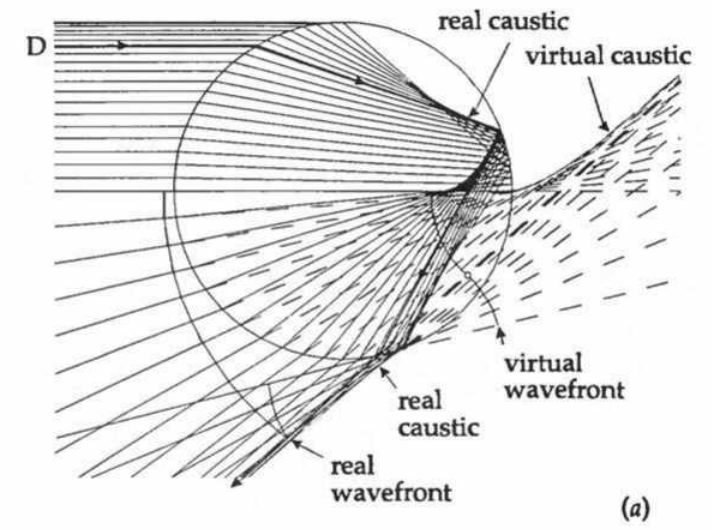 real caustic
D
virtual caustic
virtual
wavefront
real
caustic
real
wavefront
(a)